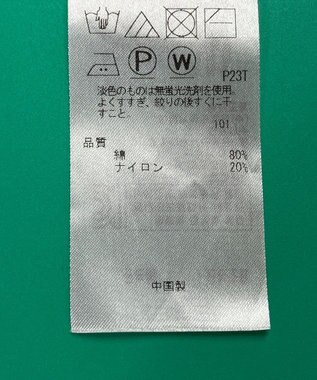 P W
P23T
淡色のものは無蛍光洗剤を使用
よくすすぎ、絞りの後すぐに干
すこと
101
品質
綿 80%
ナイロン 20%
中国製